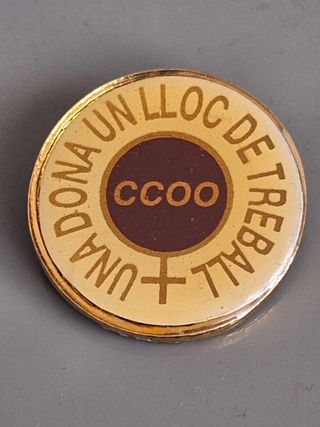 UNA DONA UN LLOC DE TREBALL
CCOO